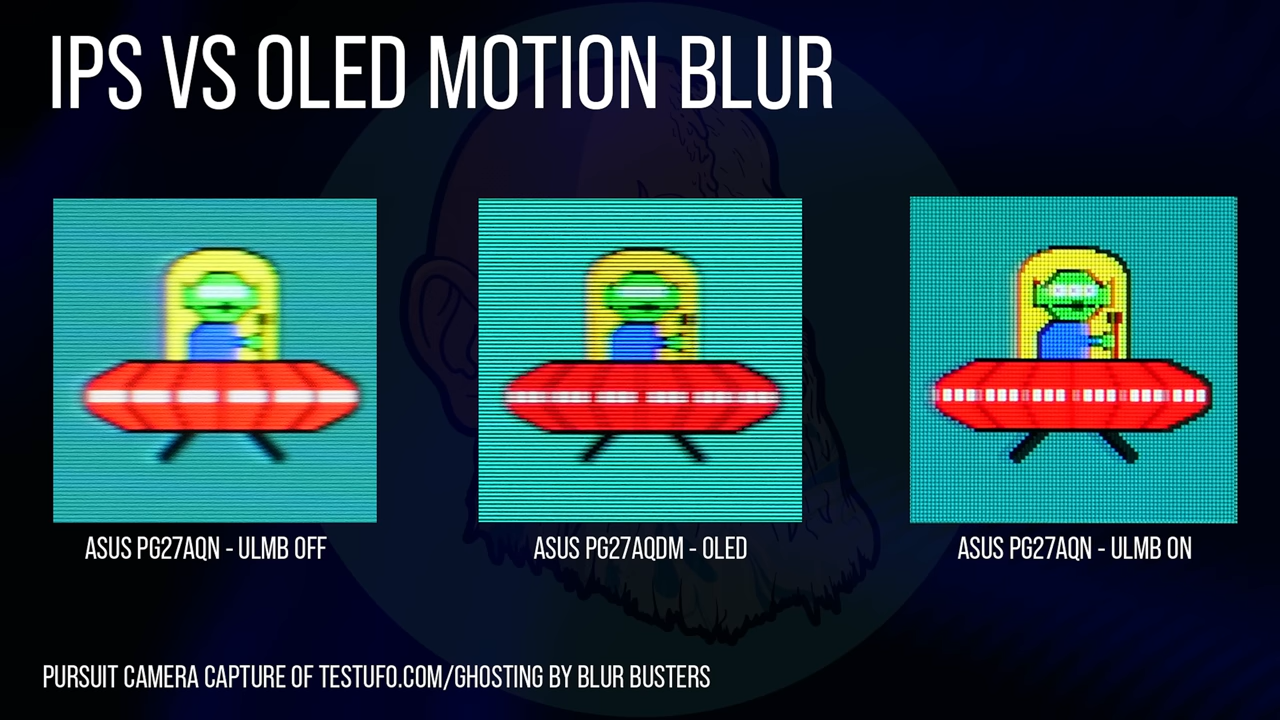 IPS VS OLED MOTION BLUR
ASUS PG27AQN - ULMB OFF
ASUS PG27AQDM - OLED
ASUS PG27AQN - ULMB ON
PURSUIT CAMERA CAPTURE OF TESTUFO.COM/GHOSTING BY BLUR BUSTERS